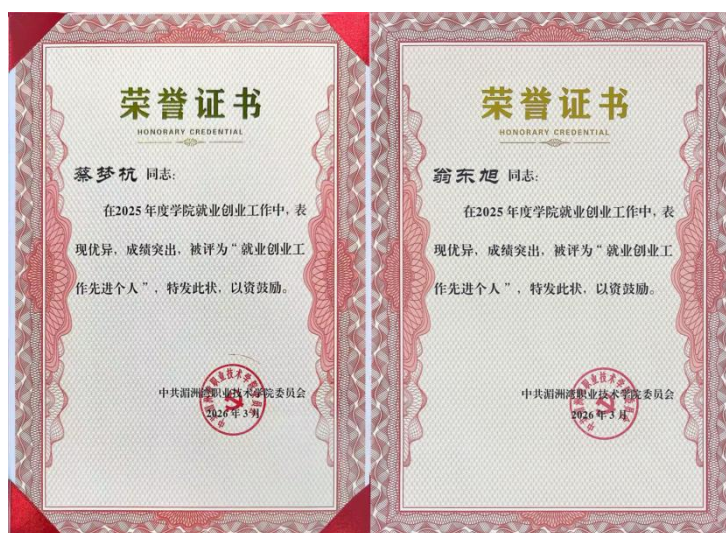 荣誉证书
HONORARY CREDENTIAL
蔡梦杭 同志：
在2025年度学院就业创业工作中，表
现优异，成绩突出，被评为“就业创业工
作先进个人”，特发此状，以资鼓励。
中共湄洲湾职业技术学院委员会
2026年3月
荣誉证书
HONORARY CREDENTIAL
翁东旭 同志：
在2025年度学院就业创业工作中，表
现优异，成绩突出，被评为“就业创业工
作先进个人”，特发此状，以资鼓励。
中共湄洲湾职业技术学院委员会
2026年3月